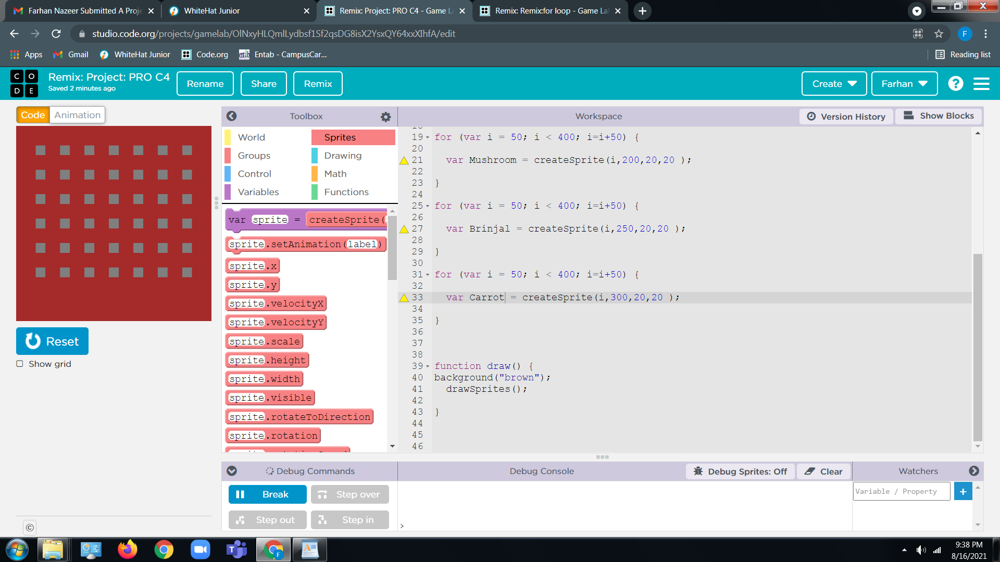 Farhan Nazeer Submitted A Proje
WhiteHat Junior
Remix: Project: PRO C4 - Game La
Remix: Remix:for loop - Game Lal
studio.code.org/projects/gamelab/OlNxyHLQmlLydbsf1Sf2qsDG8isX2YsxQY64xxXIhfA/edit
F
Apps
Gmail
WhiteHat Junior
Code.org
Entab - CampusCar...
Reading list
C O
D E
Remix: Project: PRO C4
Saved 2 minutes ago
Rename
Share
Remix
Create
Farhan
?
Code
Animation
Toolbox
Workspace
Version History
Show Blocks
World
Sprites
Groups
Drawing
Control
Math
Variables
Functions
var sprite = createSprite(
sprite.setAnimation(label)
sprite.x
sprite.y
sprite.velocityX
sprite.velocityY
sprite.scale
sprite.height
sprite.width
sprite.visible
sprite.rotateToDirection
sprite.rotation
19 for (var i = 50; i < 400; i=i+50) {
20
21 var Mushroom = createSprite(i,200,20,20 );
22
23 }
24
25 for (var i = 50; i < 400; i=i+50) {
26
27 var Brinjal = createSprite(i,250,20,20 );
28
29 }
30
31 for (var i = 50; i < 400; i=i+50) {
32
33 var Carrot = createSprite(i,300,20,20 );
34
35 }
36
37
38
39 function draw() {
40 background("brown");
41 drawSprites();
42
43 }
44
45
46
Reset
Show grid
©
Debug Commands
Debug Console
Debug Sprites: Off
Clear
Watchers
Break
Step over
Step out
Step in
>
Variable / Property
+
9:38 PM
8/16/2021